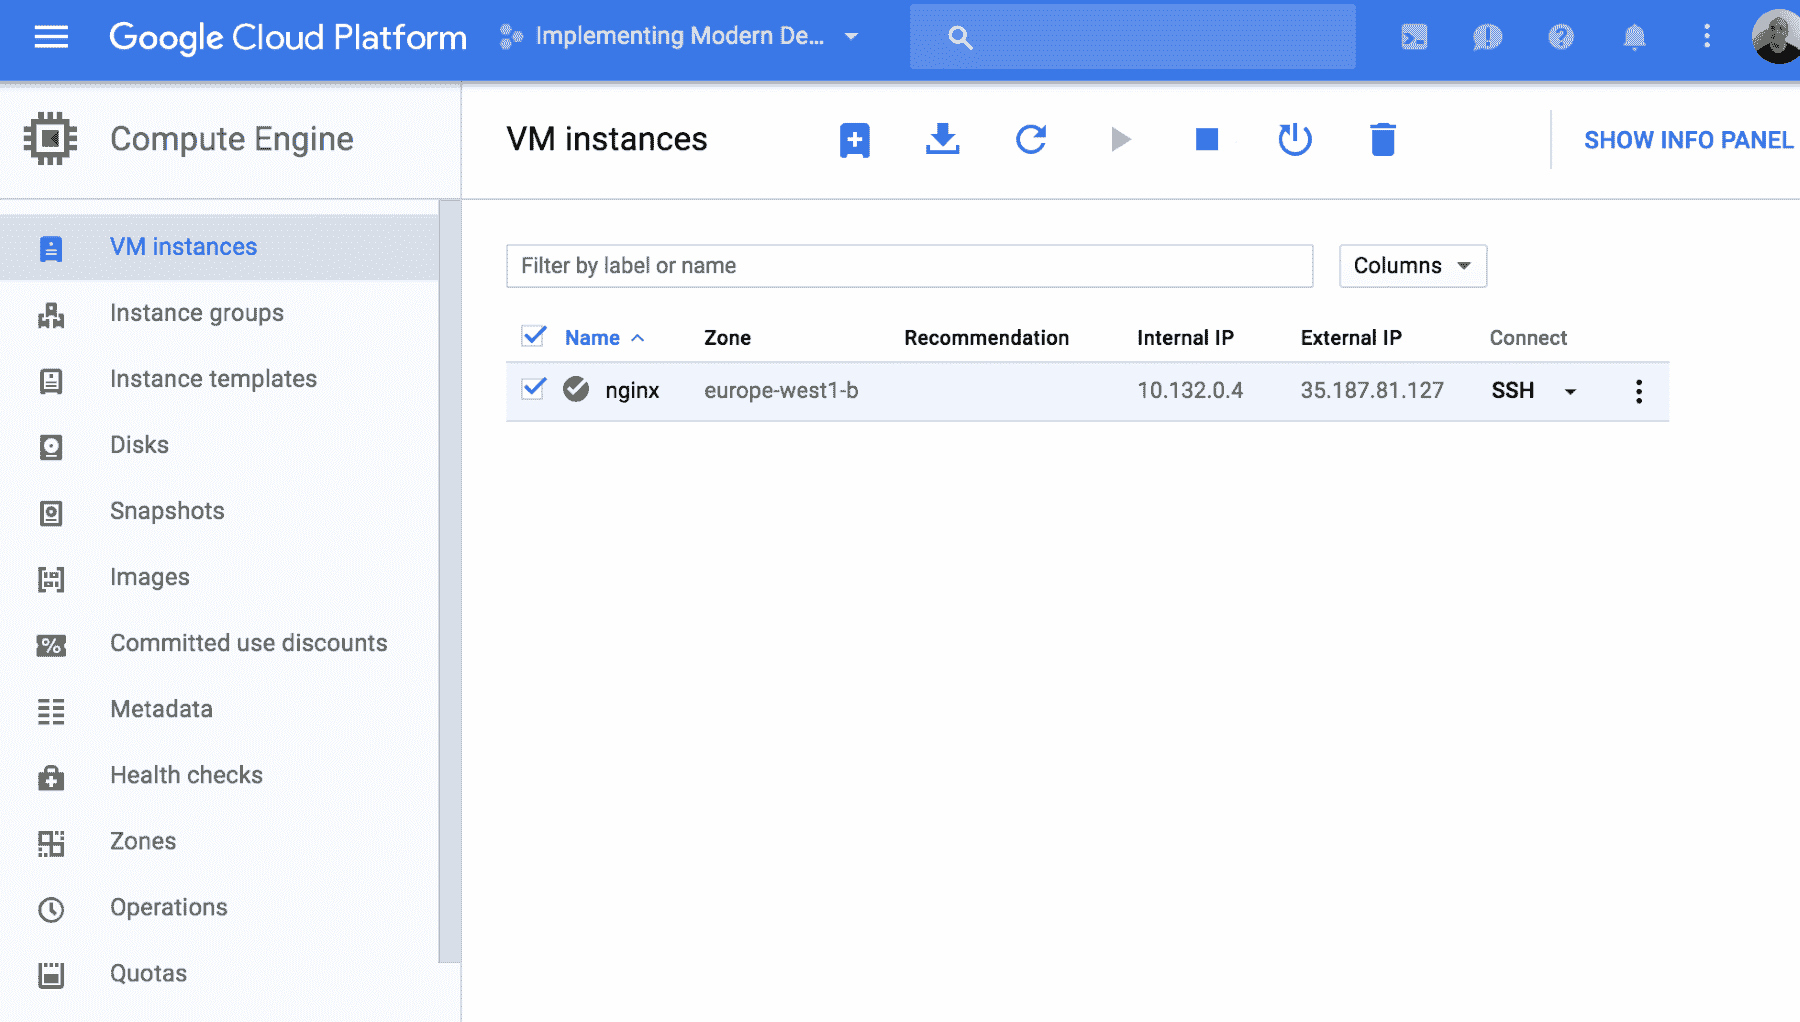 Google Cloud Platform
Implementing Modern De...
Compute Engine
VM instances
SHOW INFO PANEL
VM instances
Instance groups
Instance templates
Disks
Snapshots
Images
Committed use discounts
Metadata
Health checks
Zones
Operations
Quotas
Filter by label or name
Columns
Name Zone Recommendation Internal IP External IP Connect
nginx europe-west1-b 10.132.0.4 35.187.81.127 SSH